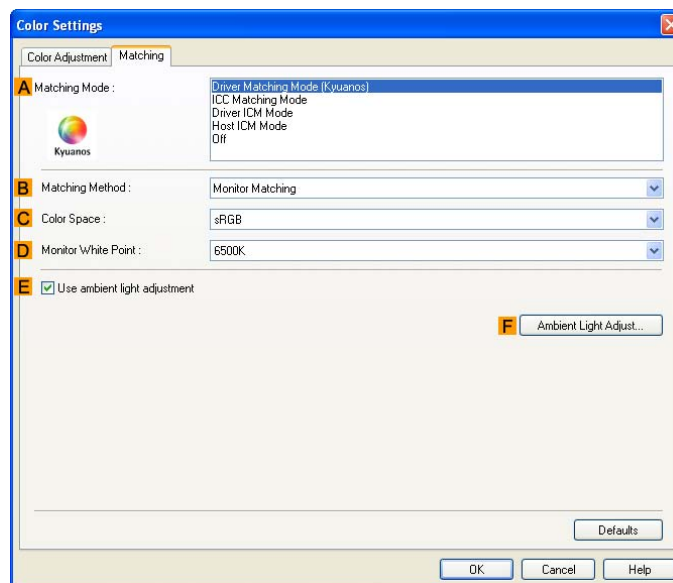 Color Settings
Color Adjustment Matching
A Matching Mode : Driver Matching Mode (Kyuanos)
ICC Matching Mode
Driver ICM Mode
Host ICM Mode
Off
Kyuanos
B Matching Method : Monitor Matching
C Color Space : sRGB
D Monitor White Point : 6500K
E Use ambient light adjustment
F Ambient Light Adjust...
Defaults
OK Cancel Help